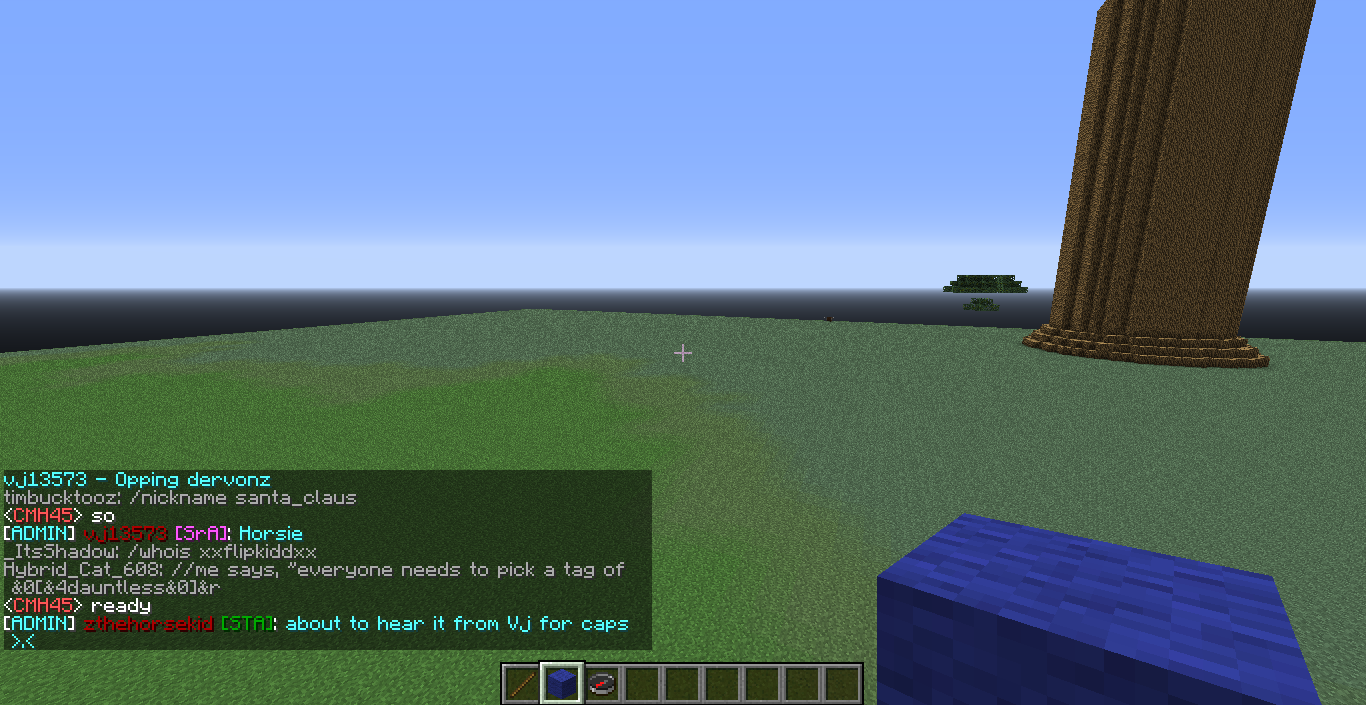 vj13573 - Opping dervonz
timbucktooz: /nickname santa_claus
<CMH45> so
[ADMIN] vj13573 [SrA]: Horsie
_ItsShadow: /whois xxflipkiddxx
Hybrid_Cat_608: //me says, "everyone needs to pick a tag of
&0[&4dauntless&0]&r
<CMH45> ready
[ADMIN] zthehorsekid [STA]: about to hear it from Vj for caps
>.<